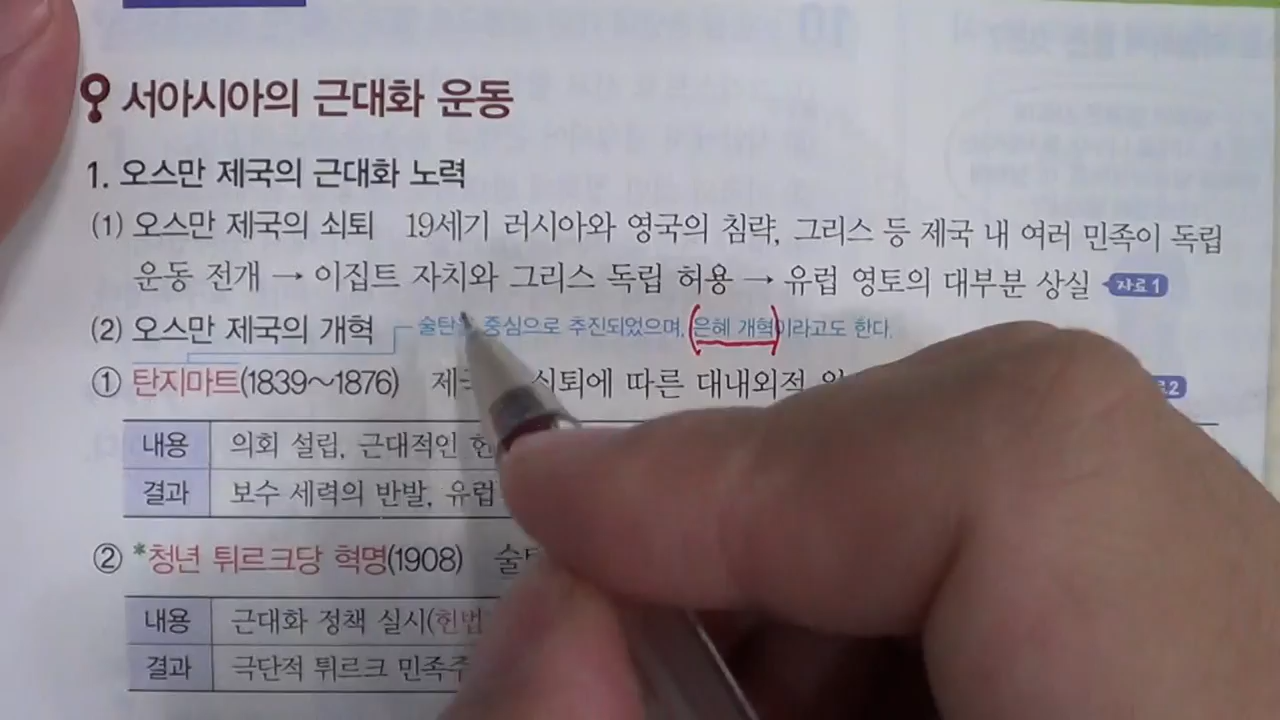 서아시아의 근대화 운동
1. 오스만 제국의 근대화 노력
(1) 오스만 제국의 쇠퇴 19세기 러시아와 영국의 침략, 그리스 등 제국 내 여러 민족이 독립
운동 전개 → 이집트 자치와 그리스 독립 허용 → 유럽 영토의 대부분 상실 자료1
(2) 오스만 제국의 개혁 술탄을 중심으로 추진되었으며, 은혜 개혁이라고도 한다.
① 탄지마트(1839~1876) 쇠퇴에 따른 대내외적
내용 의회 설립, 근대적인
결과 보수 세력의 반발, 유럽
② *청년 튀르크당 혁명(1908)
내용 근대화 정책 실시(헌법
결과 극단적 튀르크